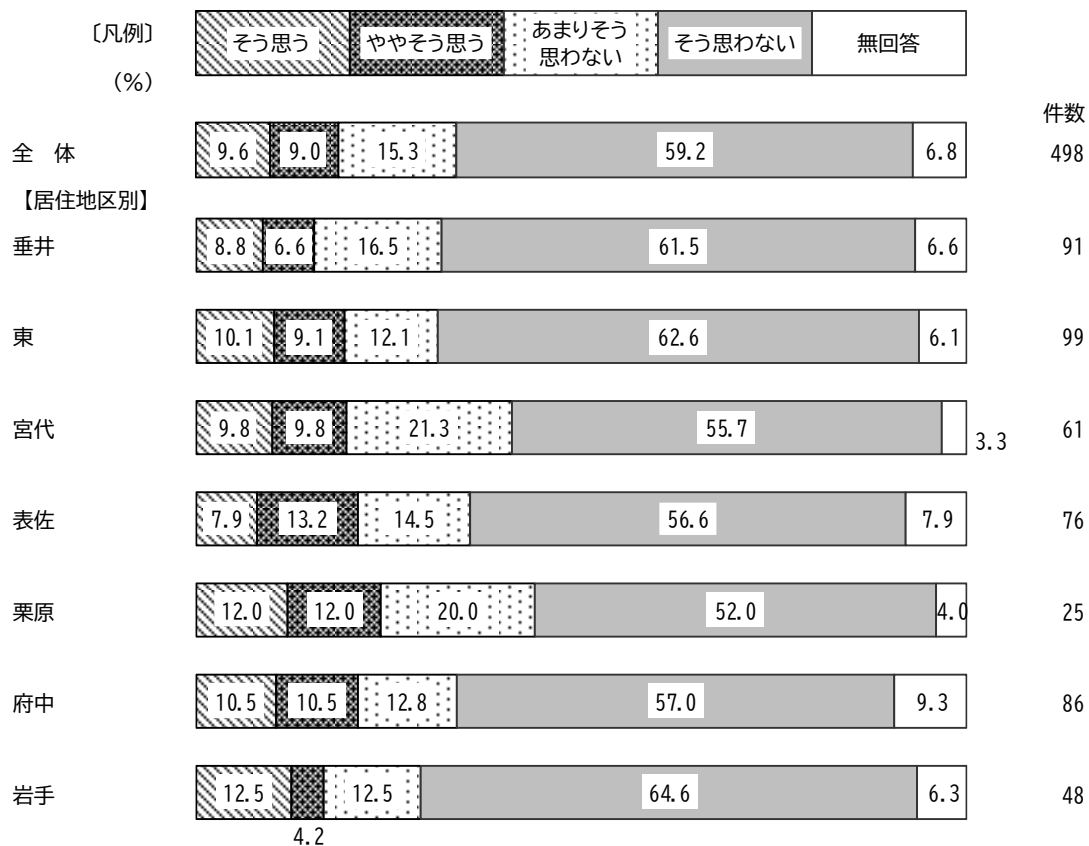 〔凡例〕 そう思う ややそう思う あまりそう思わない そう思わない 無回答
(%)
件数
全 体 9.6 9.0 15.3 59.2 6.8 498
【居住地区別】
垂井 8.8 6.6 16.5 61.5 6.6 91
東 10.1 9.1 12.1 62.6 6.1 99
宮代 9.8 9.8 21.3 55.7 3.3 61
表佐 7.9 13.2 14.5 56.6 7.9 76
栗原 12.0 12.0 20.0 52.0 4.0 25
府中 10.5 10.5 12.8 57.0 9.3 86
岩手 12.5 4.2 12.5 64.6 6.3 48